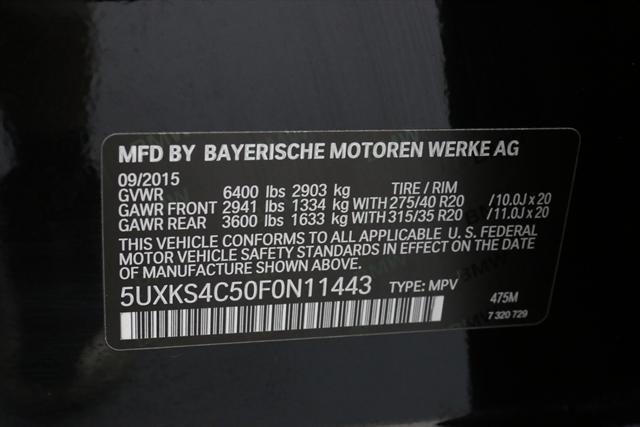 MFD BY BAYERISCHE MOTOREN WERKE AG
09/2015
GVWR 6400 lbs 2903 kg TIRE / RIM
GAWR FRONT 2941 lbs 1334 kg WITH 275/40 R20 /10.0J x 20
GAWR REAR 3600 lbs 1633 kg WITH 315/35 R20 /11.0J x 20
THIS VEHICLE CONFORMS TO ALL APPLICABLE U. S. FEDERAL
MOTOR VEHICLE SAFETY STANDARDS IN EFFECT ON THE DATE
OF MANUFACTURE SHOWN ABOVE.
5UXKS4C50F0N11443 TYPE: MPV 475M
7 320 729